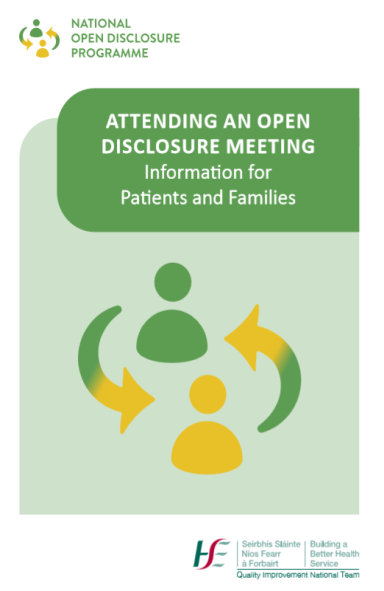 NATIONAL
OPEN DISCLOSURE
PROGRAMME
ATTENDING AN OPEN
DISCLOSURE MEETING
Information for
Patients and Families
Seirbhís Sláinte
Níos Fearr
á Forbairt
Building a
Better Health
Service
Quality Improvement National Team